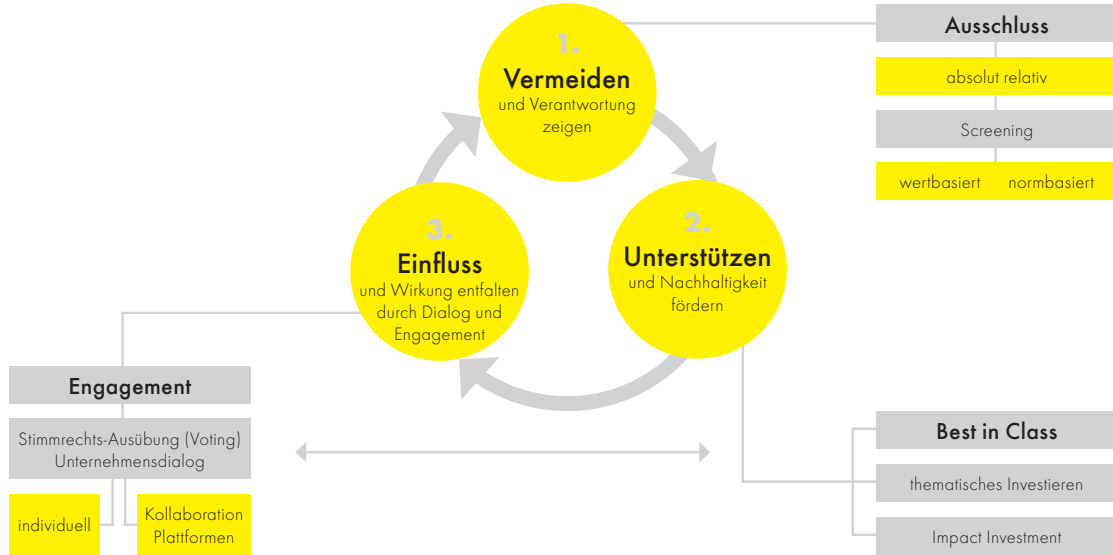 1.
Vermeiden
und Verantwortung
zeigen
2.
Unterstützen
und Nachhaltigkeit
fördern
3.
Einfluss
und Wirkung entfalten
durch Dialog und
Engagement
Ausschluss
absolut relativ
Screening
wertbasiert normbasiert
Best in Class
thematisches Investieren
Impact Investment
Engagement
Stimmrechts-Ausübung (Voting)
Unternehmensdialog
individuell
Kollaboration
Plattformen